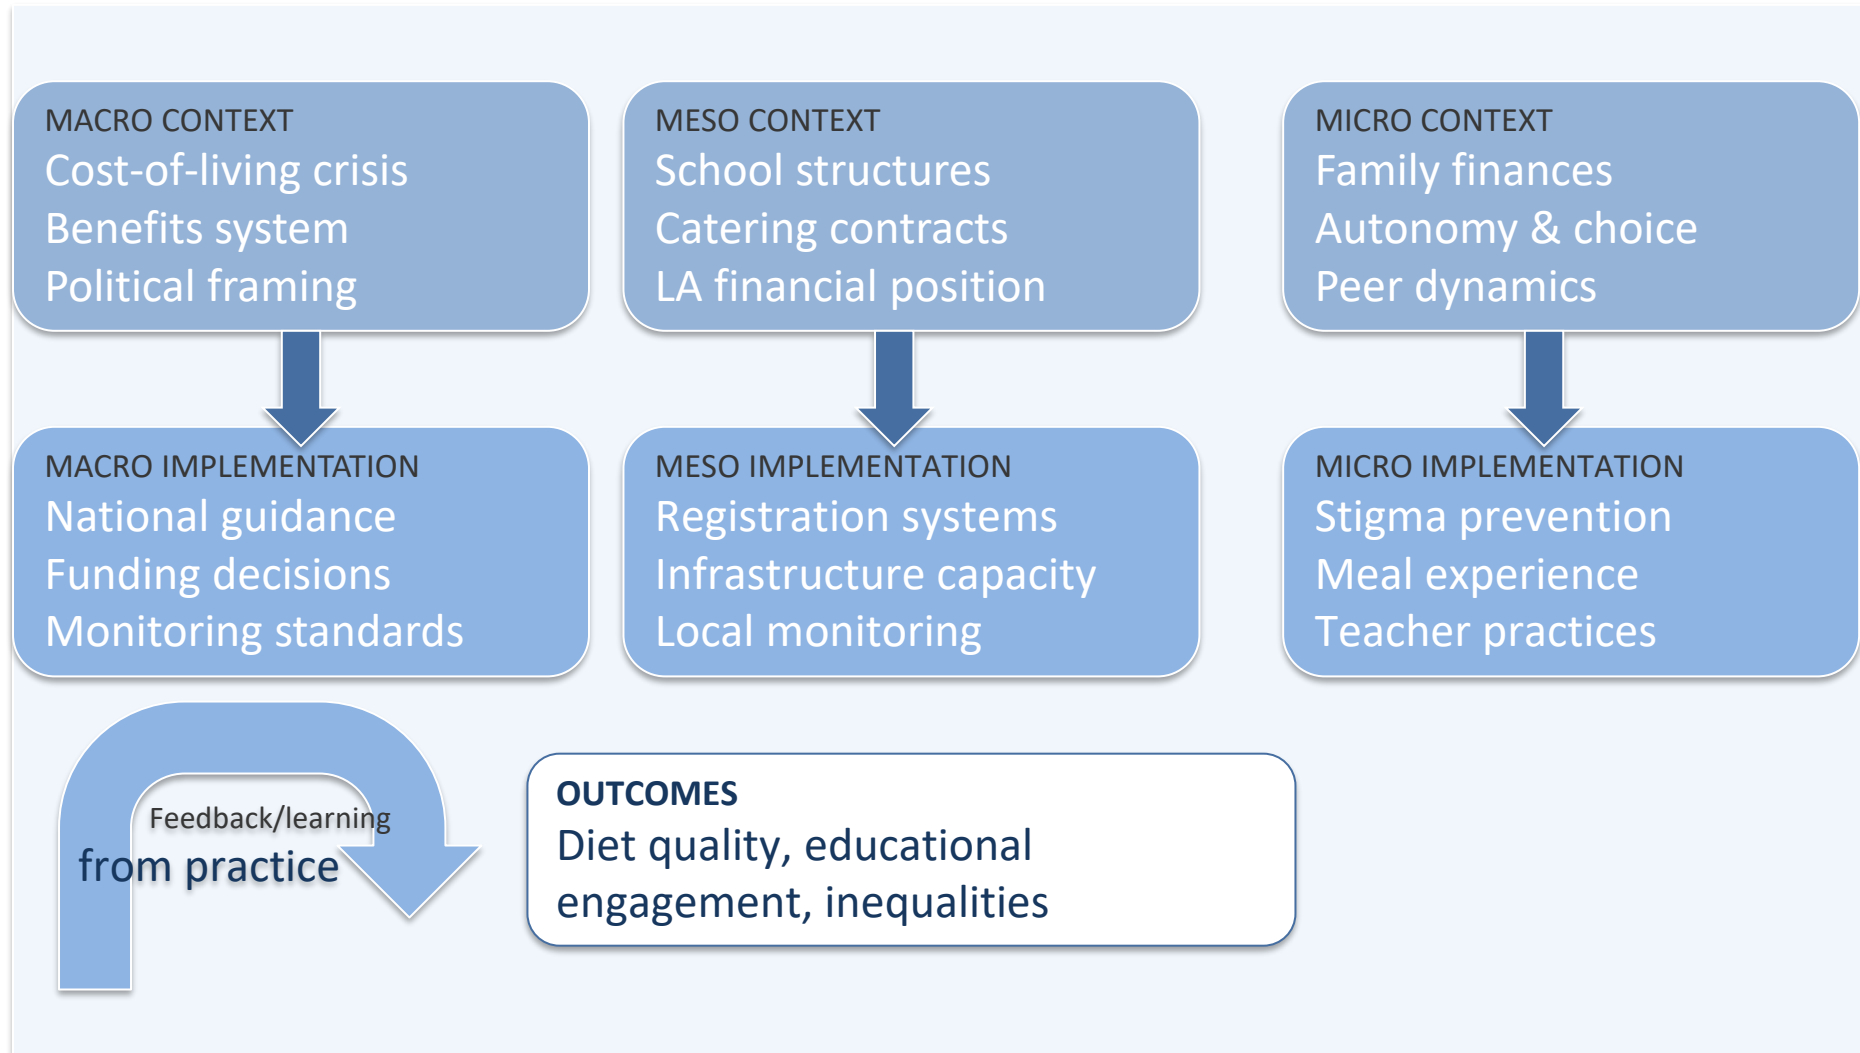 MACRO CONTEXT
Cost-of-living crisis
Benefits system
Political framing
MESO CONTEXT
School structures
Catering contracts
LA financial position
MICRO CONTEXT
Family finances
Autonomy & choice
Peer dynamics
MACRO IMPLEMENTATION
National guidance
Funding decisions
Monitoring standards
MESO IMPLEMENTATION
Registration systems
Infrastructure capacity
Local monitoring
MICRO IMPLEMENTATION
Stigma prevention
Meal experience
Teacher practices
Feedback/learning
from practice
OUTCOMES
Diet quality, educational
engagement, inequalities